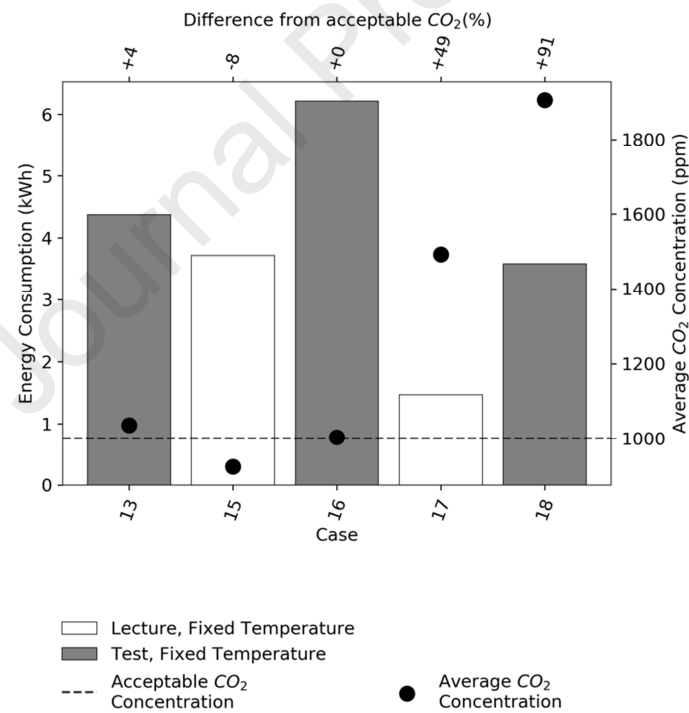 Difference from acceptable CO₂(%)
+4 -8 +0 +49 +91
Energy Consumption (kWh)
6
5
4
3
2
1
0
1800
1600
1400
1200
1000
Average CO₂ Concentration (ppm)
13 15 16 17 18
Case
Lecture, Fixed Temperature
Test, Fixed Temperature
Acceptable CO₂
Concentration
Average CO₂
Concentration
Journal Pr